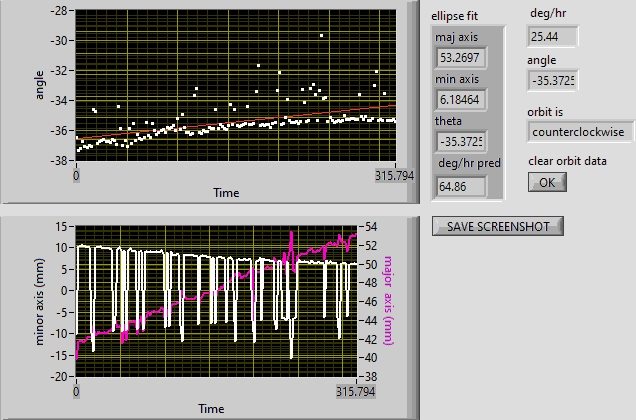 -28
-30
-32
-34
-36
-38
angle
0
315.794
Time
ellipse fit
maj axis
53.2697
min axis
6.18464
theta
-35.3725
deg/hr pred
64.86
deg/hr
25.44
angle
-35.3725
orbit is
counterclockwise
clear orbit data
OK
SAVE SCREENSHOT
15
10
5
0
-5
-10
-15
-20
minor axis (mm)
54
52
50
48
46
44
42
40
38
major axis (mm)
0
315.794
Time